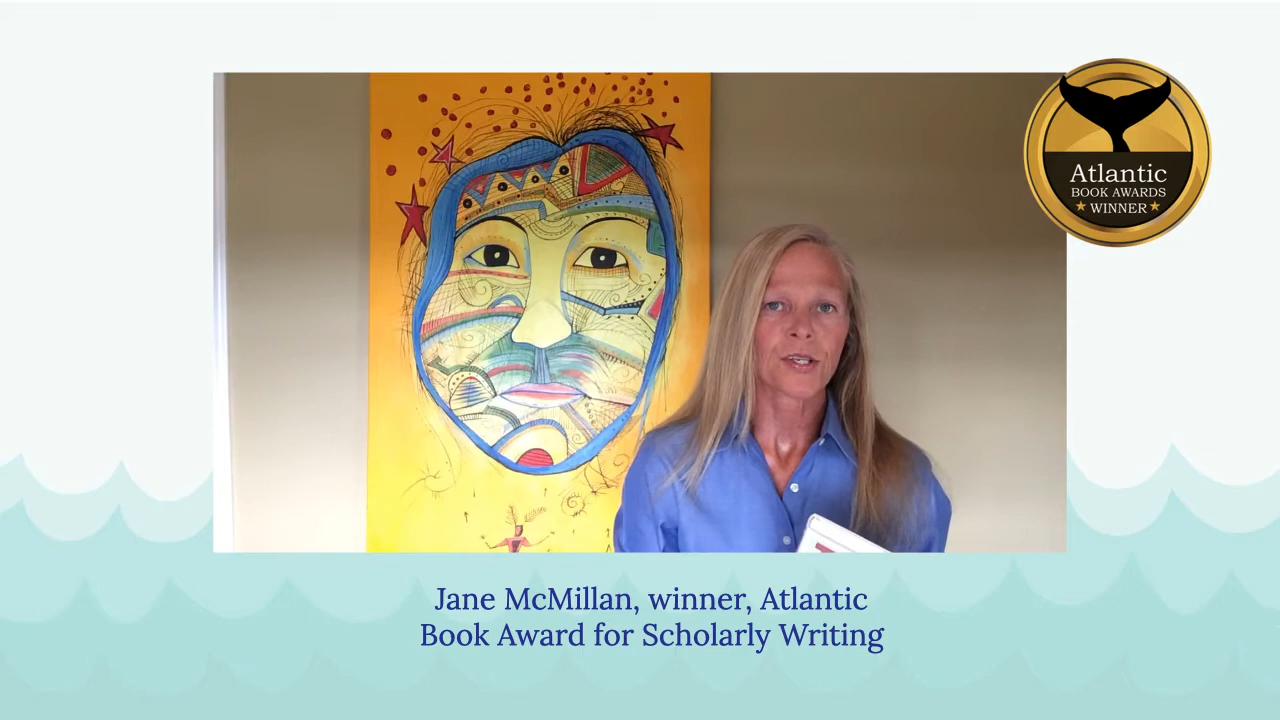 Atlantic
BOOK AWARDS
WINNER
Jane McMillan, winner, Atlantic
Book Award for Scholarly Writing